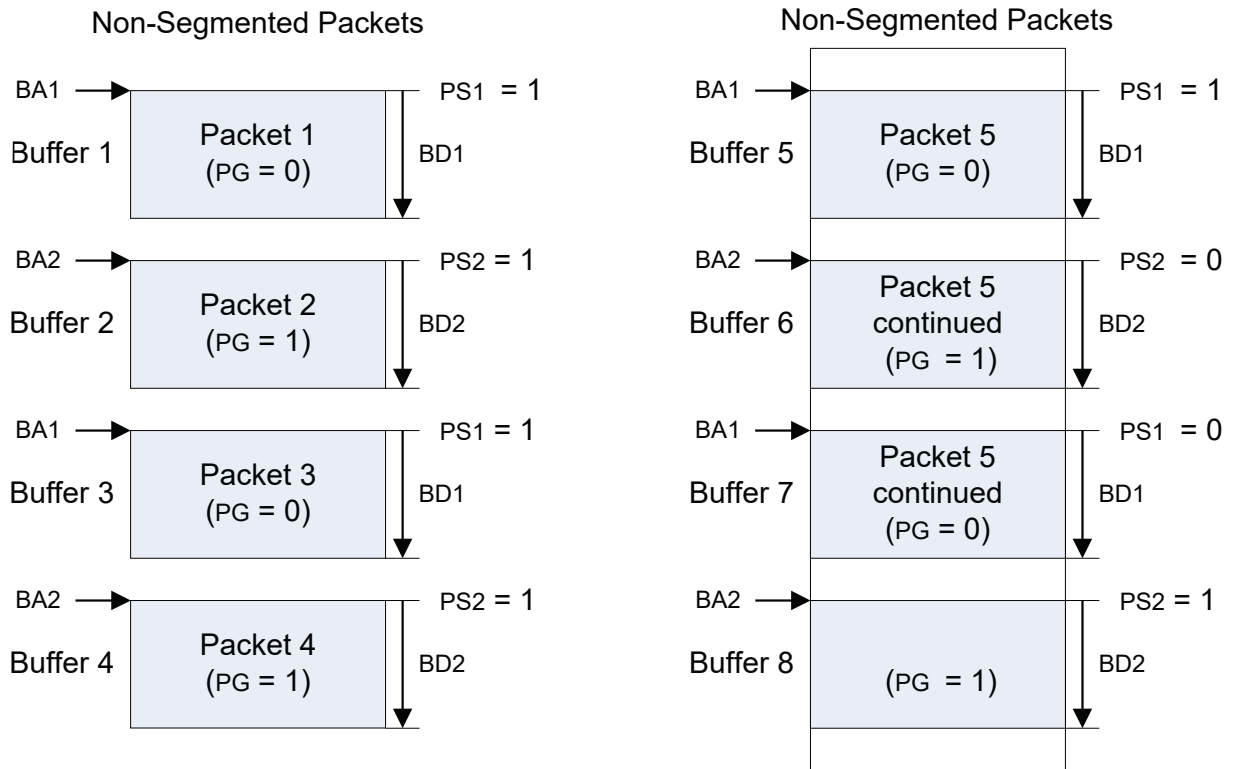 Non-Segmented Packets
BA1
PS1 = 1
Buffer 1
Packet 1
(PG = 0)
BD1
BA2
PS2 = 1
Buffer 2
Packet 2
(PG = 1)
BD2
BA1
PS1 = 1
Buffer 3
Packet 3
(PG = 0)
BD1
BA2
PS2 = 1
Buffer 4
Packet 4
(PG = 1)
BD2
Non-Segmented Packets
BA1
PS1 = 1
Buffer 5
Packet 5
(PG = 0)
BD1
BA2
PS2 = 0
Buffer 6
Packet 5
continued
(PG = 1)
BD2
BA1
PS1 = 0
Buffer 7
Packet 5
continued
(PG = 0)
BD1
BA2
PS2 = 1
Buffer 8
(PG = 1)
BD2